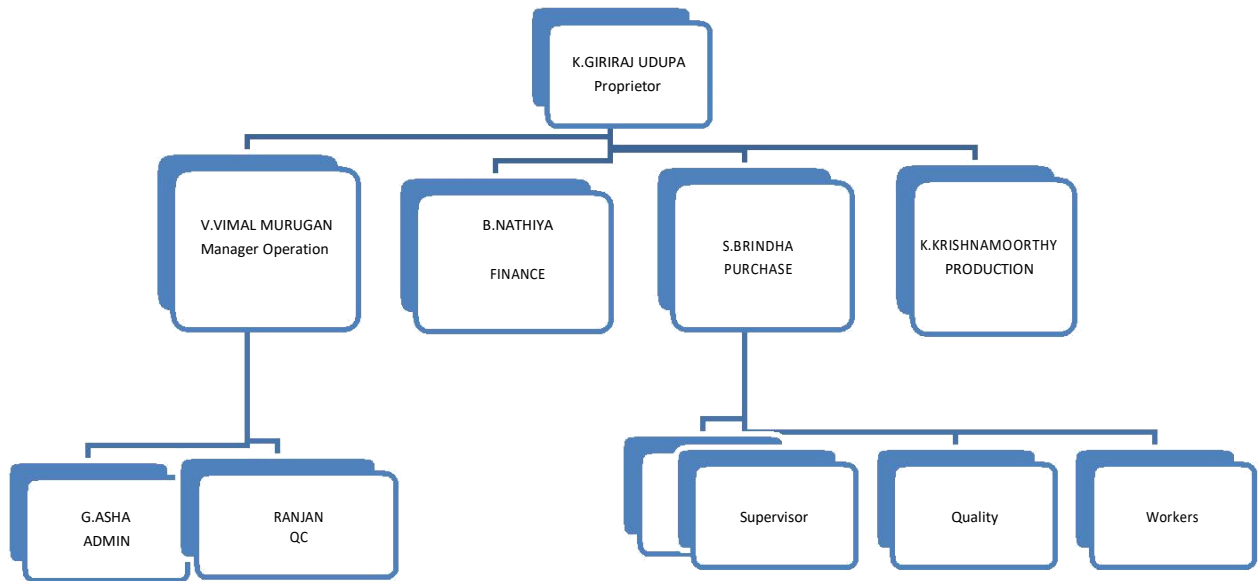 K.GIRIRAJ UDUPA
Proprietor
V.VIMAL MURUGAN
Manager Operation
B.NATHIYA
FINANCE
S.BRINDHA
PURCHASE
K.KRISHNAMOORTHY
PRODUCTION
G.ASHA
ADMIN
RANJAN
QC
Supervisor
Quality
Workers